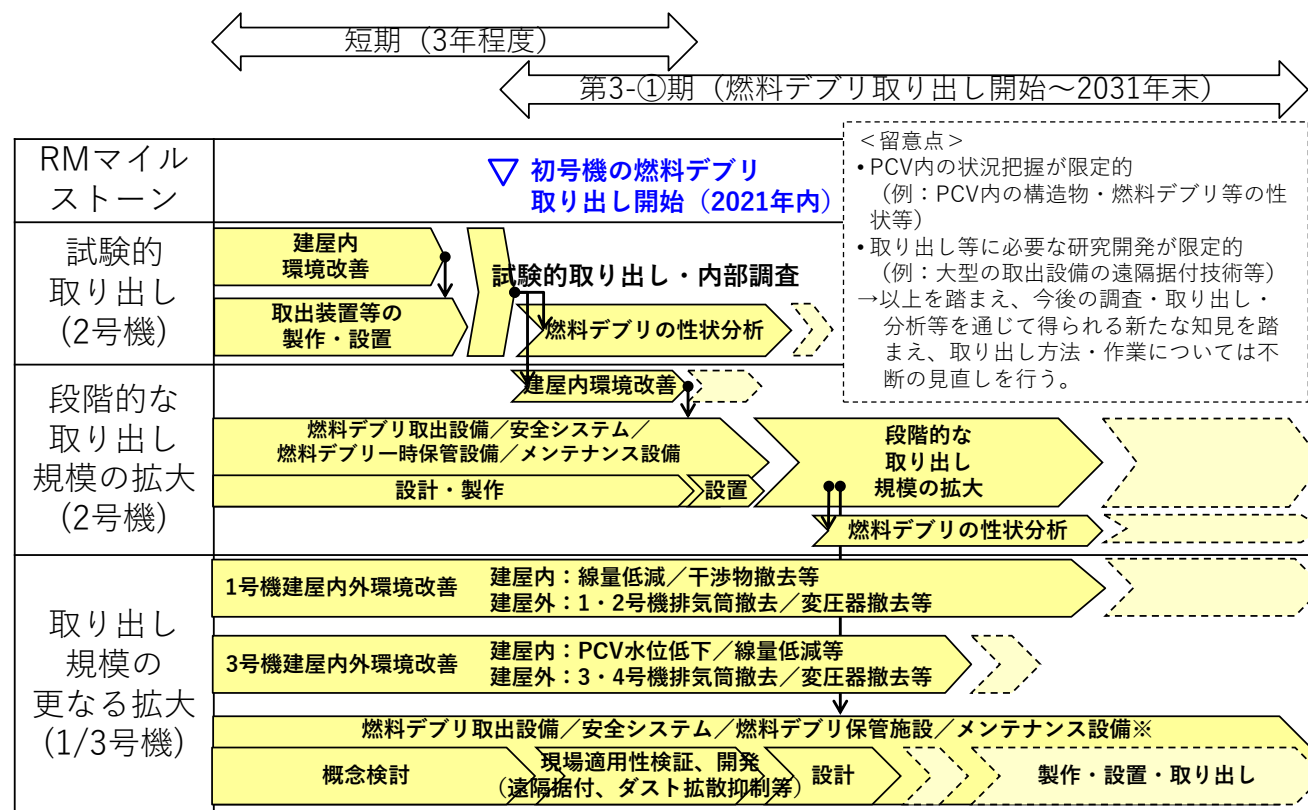 短期（3年程度）
第3-①期（燃料デブリ取り出し開始～2031年末）
RMマイル
ストーン
▽ 初号機の燃料デブリ
取り出し開始（2021年内）
＜留意点＞
•PCV内の状況把握が限定的
（例：PCV内の構造物・燃料デブリ等の性
状等）
•取り出し等に必要な研究開発が限定的
（例：大型の取出設備の遠隔据付技術等）
→以上を踏まえ、今後の調査・取り出し・
分析等を通じて得られる新たな知見を踏
まえ、取り出し方法・作業については不
断の見直しを行う。
試験的
取り出し
(2号機)
建屋内
環境改善
取出装置等の
製作・設置
試験的取り出し・内部調査
燃料デブリの性状分析
段階的な
取り出し
規模の拡大
(2号機)
建屋内環境改善
燃料デブリ取出設備／安全システム／
燃料デブリ一時保管設備／メンテナンス設備
設計・製作
設置
段階的な
取り出し
規模の拡大
燃料デブリの性状分析
取り出し
規模の
更なる拡大
(1/3号機)
1号機建屋内外環境改善
建屋内：線量低減／干渉物撤去等
建屋外：1・2号機排気筒撤去／変圧器撤去等
3号機建屋内外環境改善
建屋内：PCV水位低下／線量低減等
建屋外：3・4号機排気筒撤去／変圧器撤去等
燃料デブリ取出設備／安全システム／燃料デブリ保管施設／メンテナンス設備※
概念検討
現場適用性検証、開発
（遠隔据付、ダスト拡散抑制等）
設計
製作・設置・取り出し